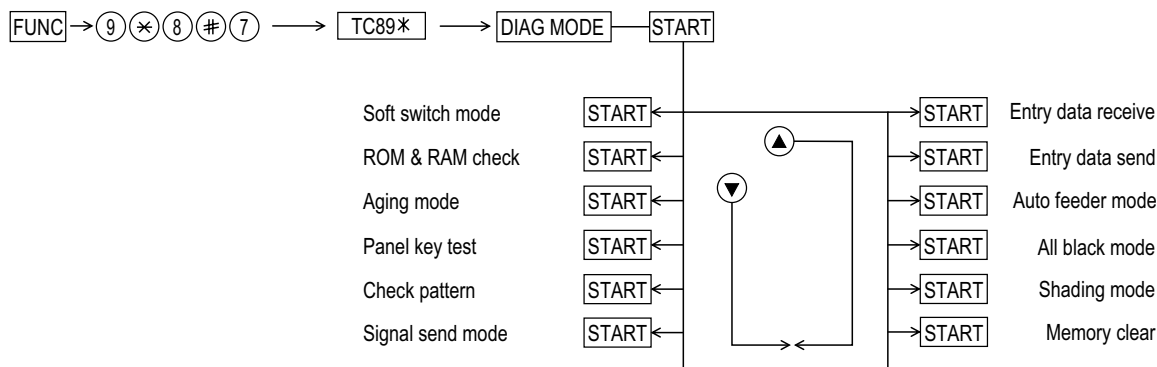 FUNC 9 * 8 # 7 TC89* DIAG MODE START
Soft switch mode START START Entry data receive
ROM & RAM check START START Entry data send
Aging mode START START Auto feeder mode
Panel key test START START All black mode
Check pattern START START Shading mode
Signal send mode START START Memory clear